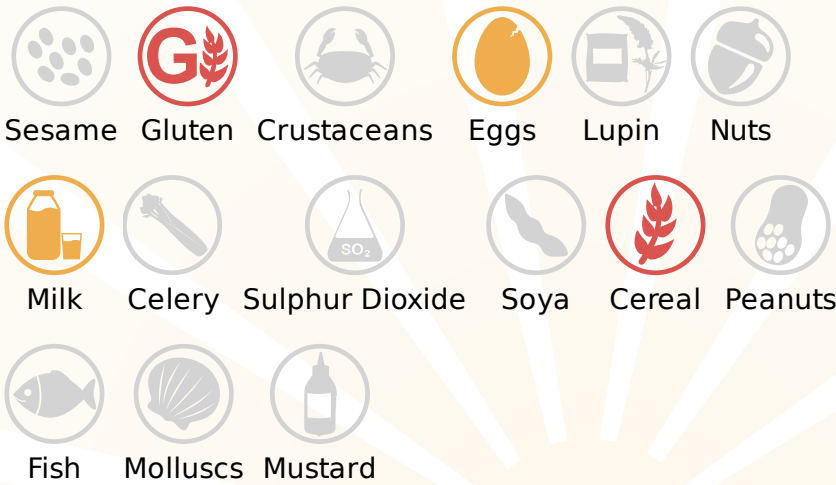 G
Sesame Gluten Crustaceans Eggs Lupin Nuts
SO₂
Milk Celery Sulphur Dioxide Soya Cereal Peanuts
Fish Molluscs Mustard